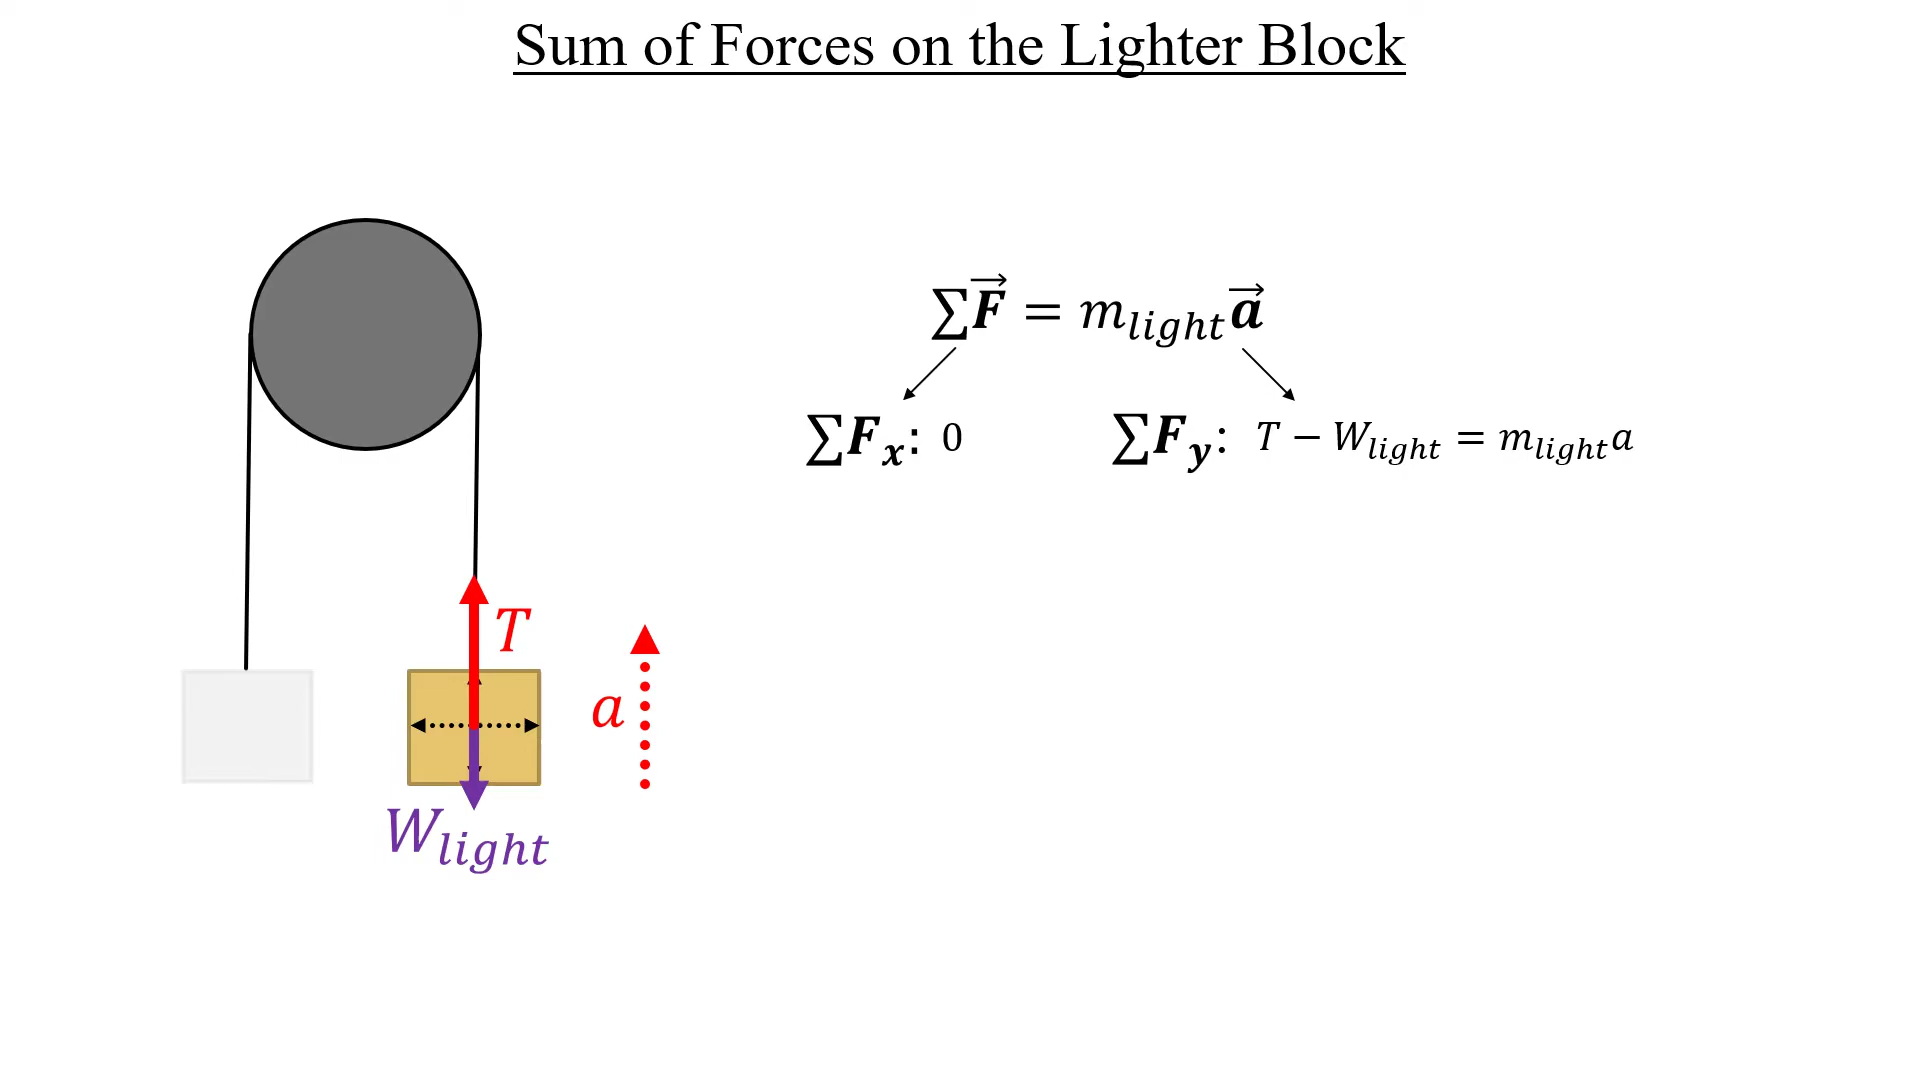 Sum of Forces on the Lighter Block
∑F⃗ = m_light a⃗
∑F_x: 0
∑F_y: T − W_light = m_light a
T
a
W_light